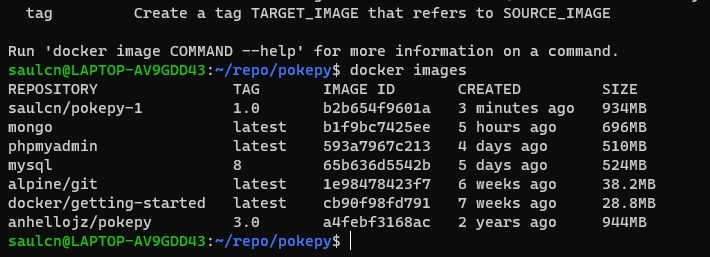 tag          Create a tag TARGET_IMAGE that refers to SOURCE_IMAGE
Run 'docker image COMMAND --help' for more information on a command.
saulcn@LAPTOP-AV9GDD43:~/repo/pokepy$ docker images
REPOSITORY               TAG       IMAGE ID       CREATED         SIZE
saulcn/pokepy-1          1.0       b2b654f9601a   3 minutes ago   934MB
mongo                    latest    b1f9bc7425ee   5 hours ago     696MB
phpmyadmin               latest    593a7967c213   4 days ago      510MB
mysql                    8         65b636d5542b   5 days ago      524MB
alpine/git               latest    1e98478423f7   6 weeks ago     38.2MB
docker/getting-started   latest    cb90f98fd791   7 weeks ago     28.8MB
anhellojz/pokepy         3.0       a4febf3168ac   2 years ago     944MB
saulcn@LAPTOP-AV9GDD43:~/repo/pokepy$